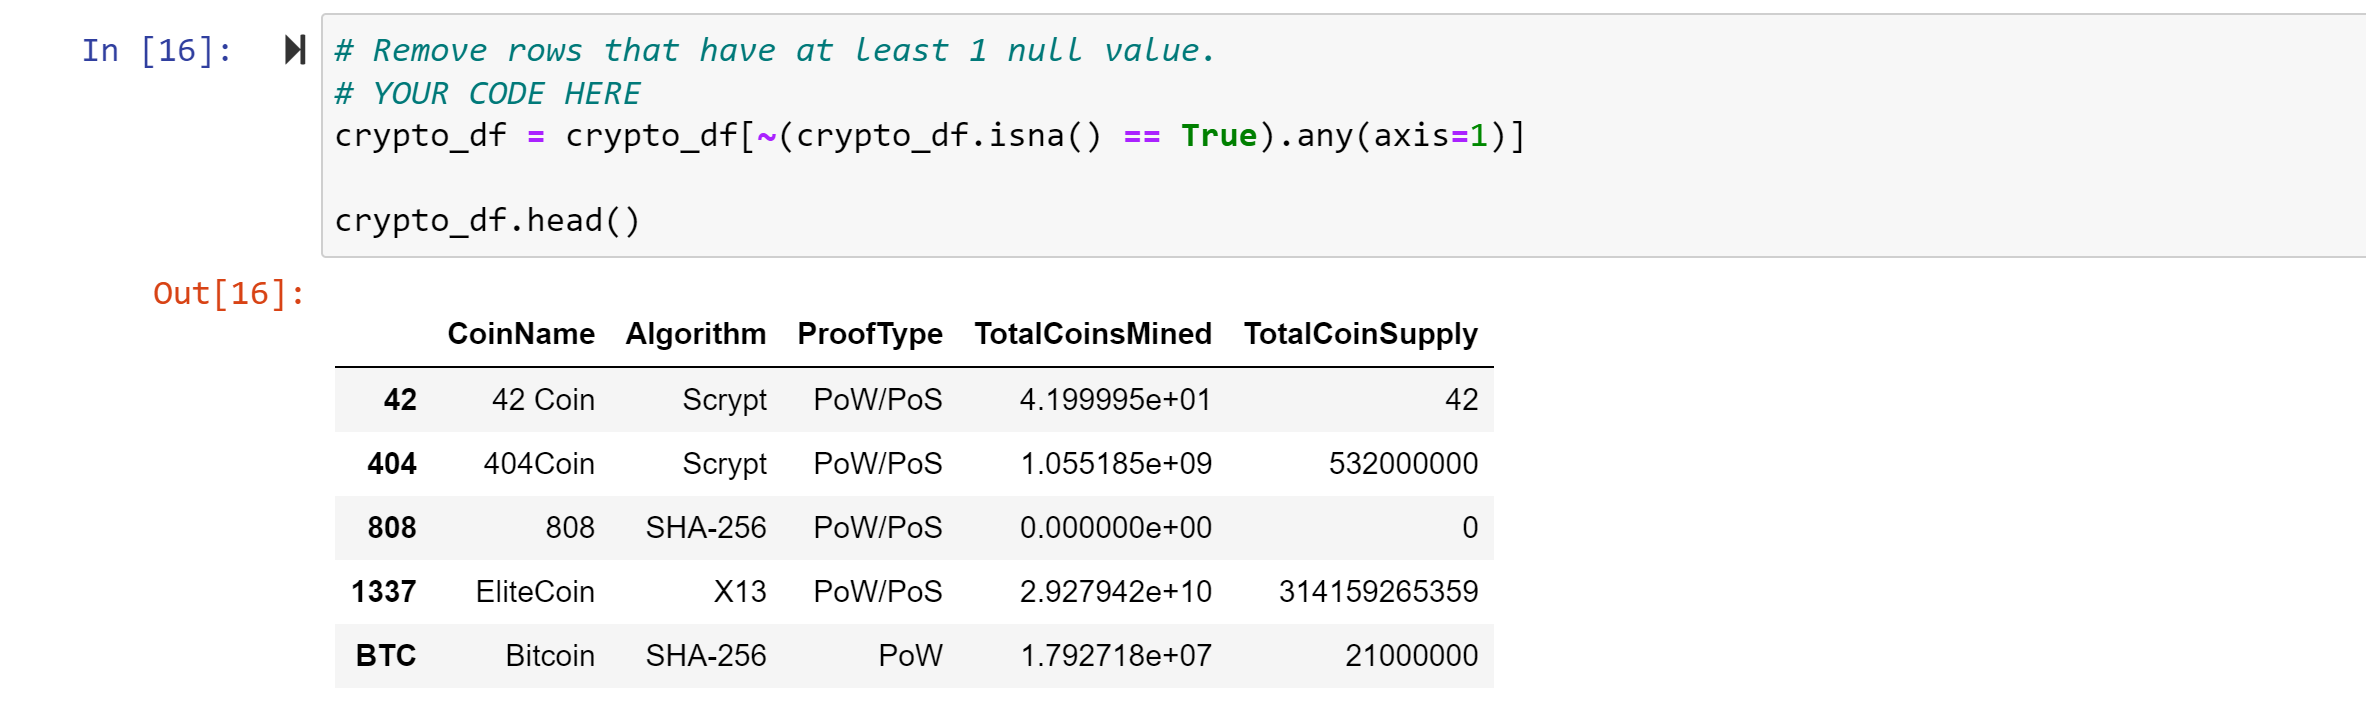 In [16]:
# Remove rows that have at least 1 null value.
# YOUR CODE HERE
crypto_df = crypto_df[~(crypto_df.isna() == True).any(axis=1)]
crypto_df.head()
Out[16]:
CoinName Algorithm ProofType TotalCoinsMined TotalCoinSupply
42 42 Coin Scrypt PoW/PoS 4.199995e+01 42
404 404Coin Scrypt PoW/PoS 1.055185e+09 532000000
808 808 SHA-256 PoW/PoS 0.000000e+00 0
1337 EliteCoin X13 PoW/PoS 2.927942e+10 314159265359
BTC Bitcoin SHA-256 PoW 1.792718e+07 21000000